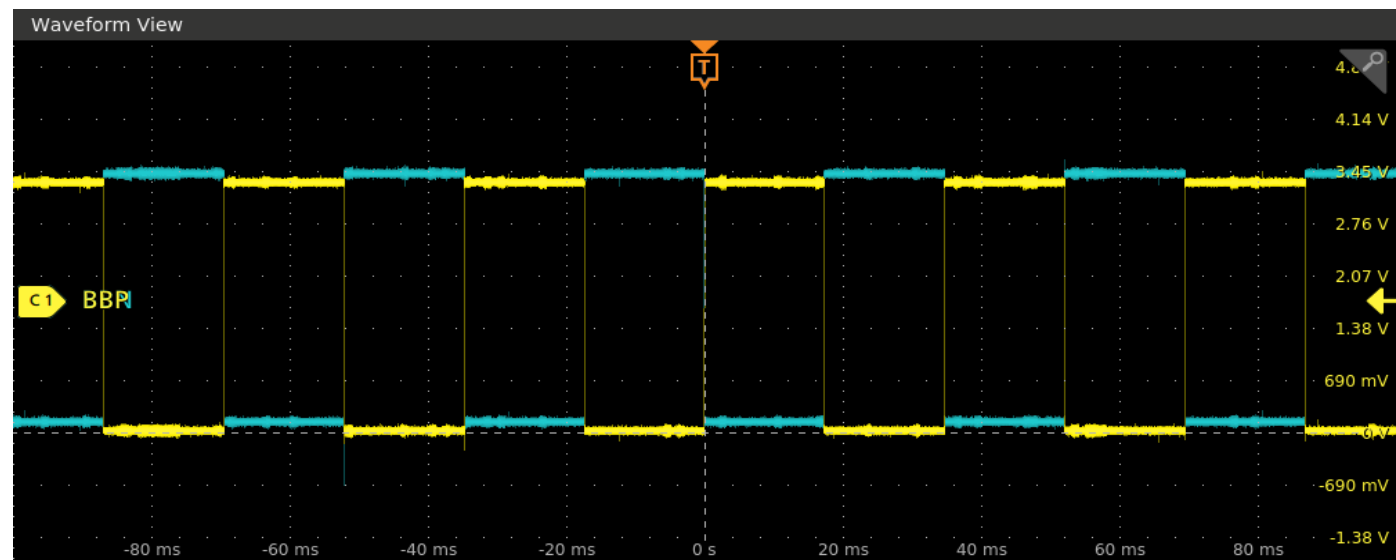 Waveform View
T
4.14 V
3.45 V
2.76 V
2.07 V
C1 BBP
1.38 V
690 mV
0 V
-690 mV
-80 ms -60 ms -40 ms -20 ms 0 s 20 ms 40 ms 60 ms 80 ms -1.38 V